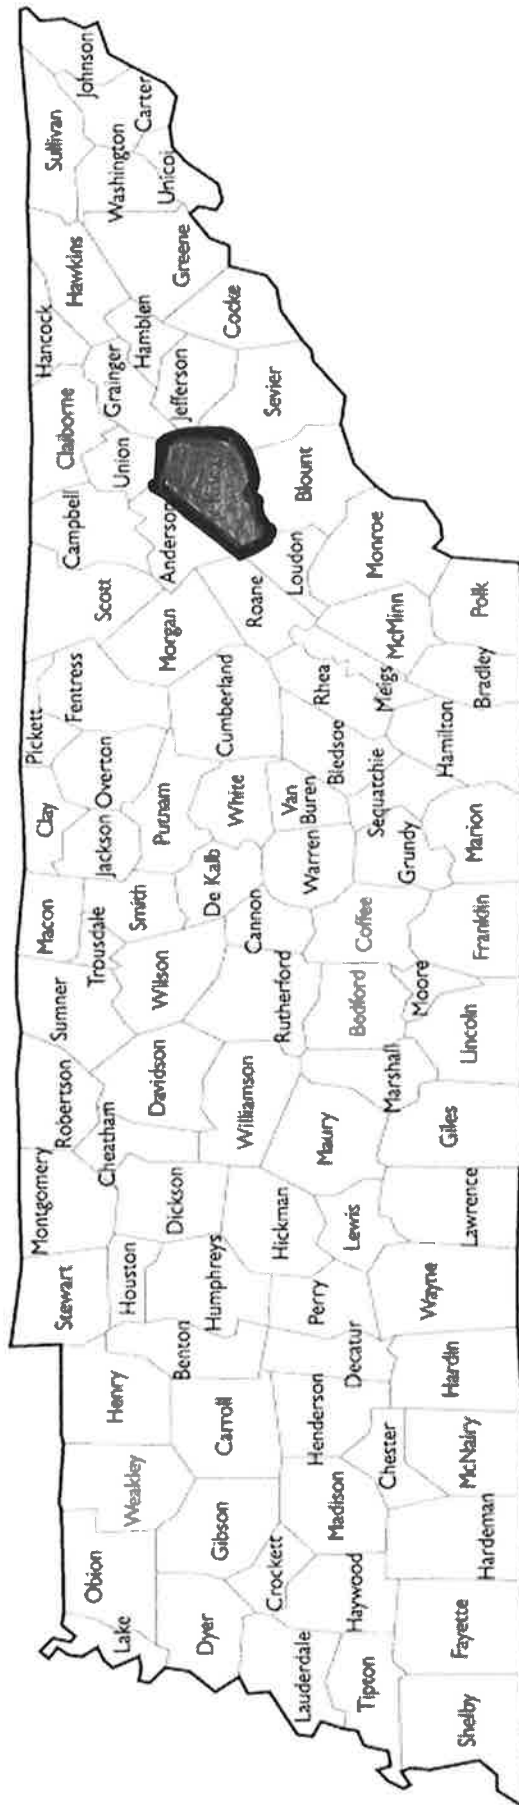 Johnson
Sullivan
Carter
Washington
Unicoi
Hawkins
Greene
Hancock
Hamblen
Cocke
Grainger
Jefferson
Claiborne
Sevier
Union
Campbell
Blount
Anderson
Loudon
Monroe
Scott
Roane
Morgan
McMinn
Polk
Fentress
Pickett
Cumberland
Rhea
Meigs
Bradley
Overton
Bledsoe
Hamilton
Clay
Putnam
White
Van
Buren
Sequatchie
Jackson
Warren
Grundy
Marion
Macon
Smith
De Kalb
Cannon
Coffee
Franklin
Trousdale
Sumner
Wilson
Rutherford
Bedford
Moore
Lincoln
Robertson
Davidson
Williamson
Marshall
Cheatham
Maury
Giles
Montgomery
Dickson
Hickman
Lewis
Lawrence
Stewart
Houston
Humphreys
Perry
Wayne
Benton
Decatur
Henry
Carroll
Henderson
Hardin
Chester
McNairy
Weakley
Gibson
Madison
Obion
Crockett
Haywood
Hardeman
Lake
Dyer
Lauderdale
Tipton
Fayette
Shelby